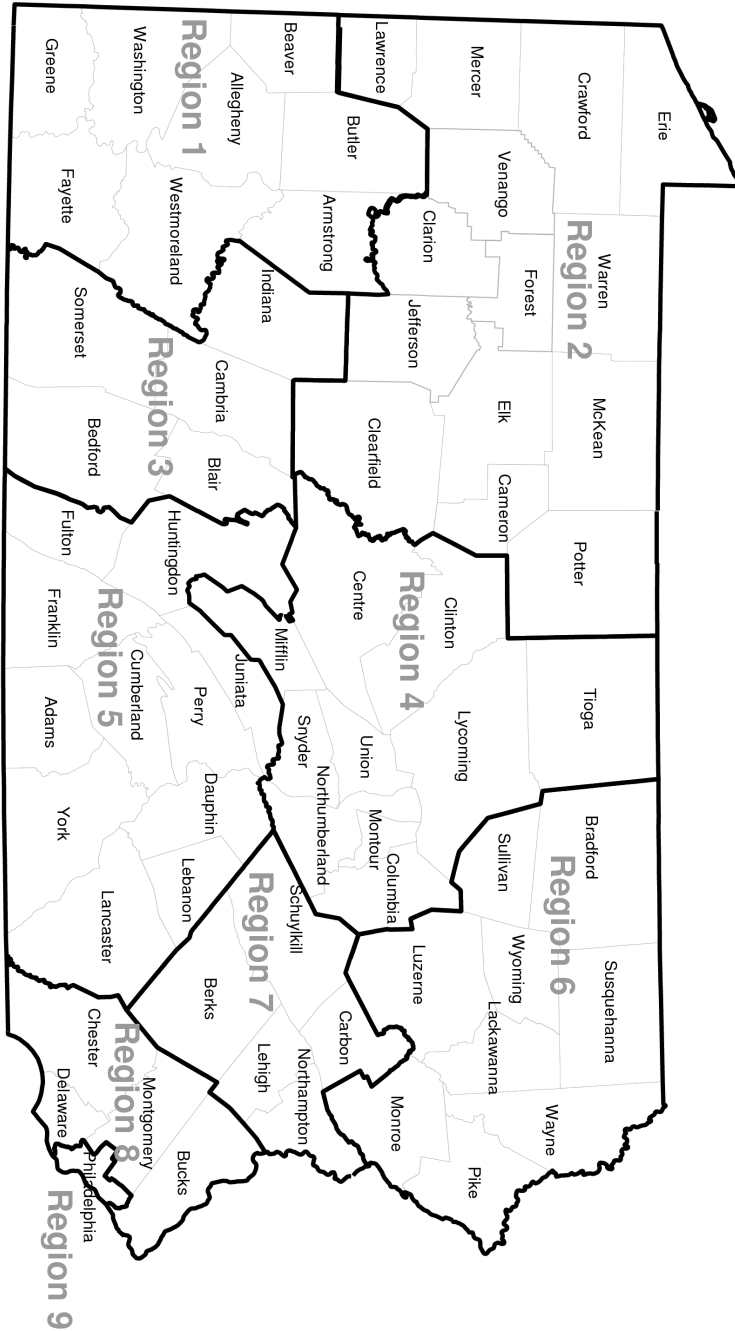 Erie
Crawford
Mercer
Lawrence
Beaver
Region 1
Washington
Greene
Allegheny
Butler
Venango
Warren
Region 2
Forest
Clarion
Armstrong
Westmoreland
Fayette
Indiana
Jefferson
McKean
Elk
Clearfield
Cambria
Region 3
Somerset
Bedford
Blair
Cameron
Potter
Clinton
Region 4
Centre
Huntingdon
Fulton
Franklin
Region 5
Mifflin
Juniata
Cumberland
Perry
Adams
Tioga
Lycoming
Union
Snyder
Northumberland
Montour
Columbia
Dauphin
York
Lebanon
Lancaster
Bradford
Sullivan
Region 6
Susquehanna
Wyoming
Lackawanna
Luzerne
Schuylkill
Region 7
Berks
Carbon
Lehigh
Northampton
Monroe
Wayne
Pike
Chester
Region 8
Montgomery
Delaware
Bucks
Philadelphia
Region 9